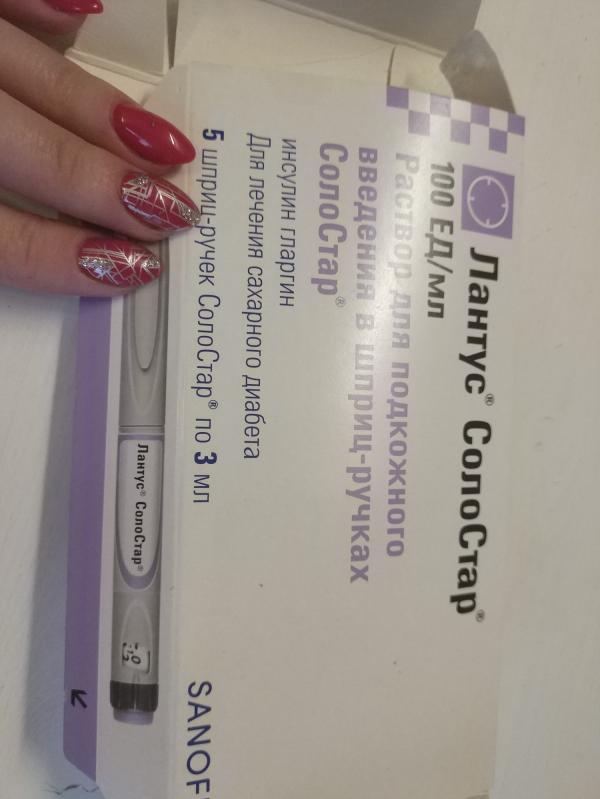 Лантус® СолоСтар®
100 ЕД/мл
Раствор для подкожного
введения в шприц-ручках
СолоСтар®
инсулин гларгин
Для лечения сахарного диабета
5 шприц-ручек СолоСтар® по 3 мл
Лантус® СолоСтар®
SANOF